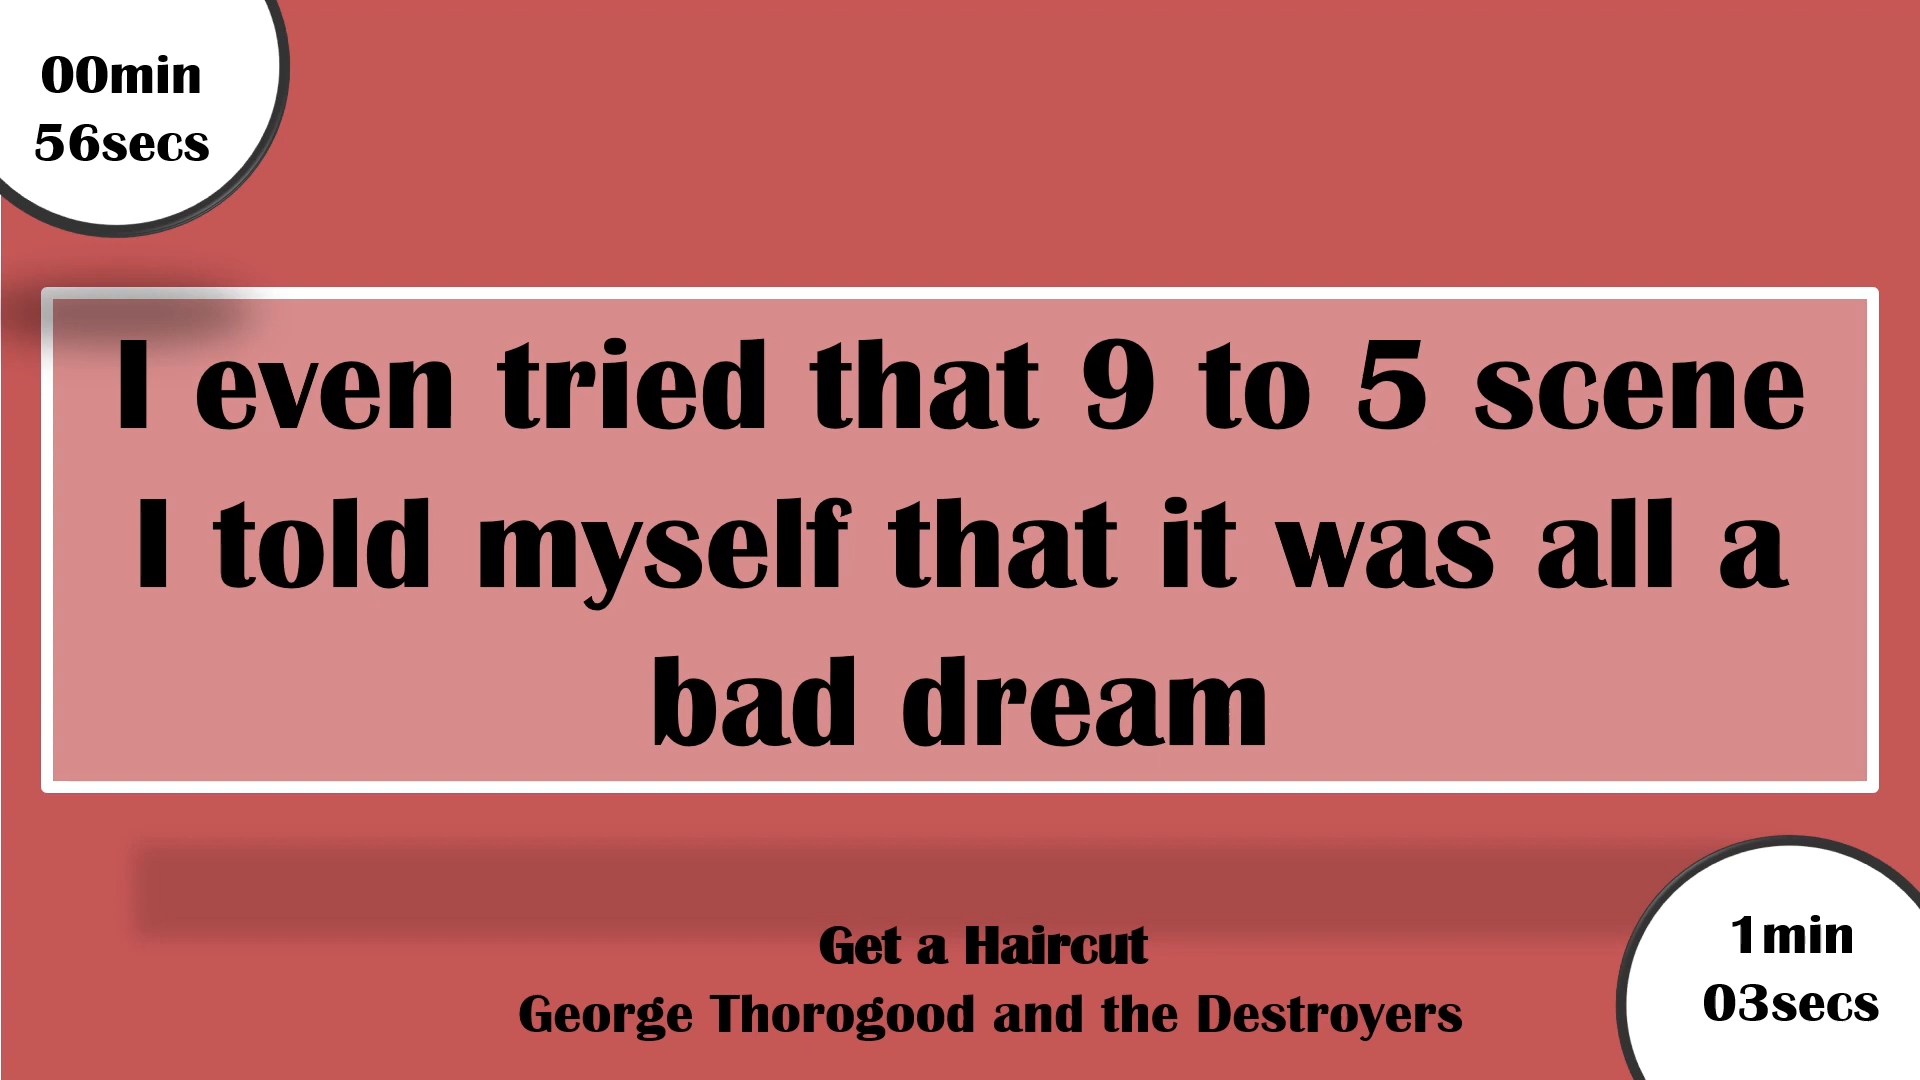 00min
56secs
I even tried that 9 to 5 scene
I told myself that it was all a
bad dream
Get a Haircut
George Thorogood and the Destroyers
1min
03secs